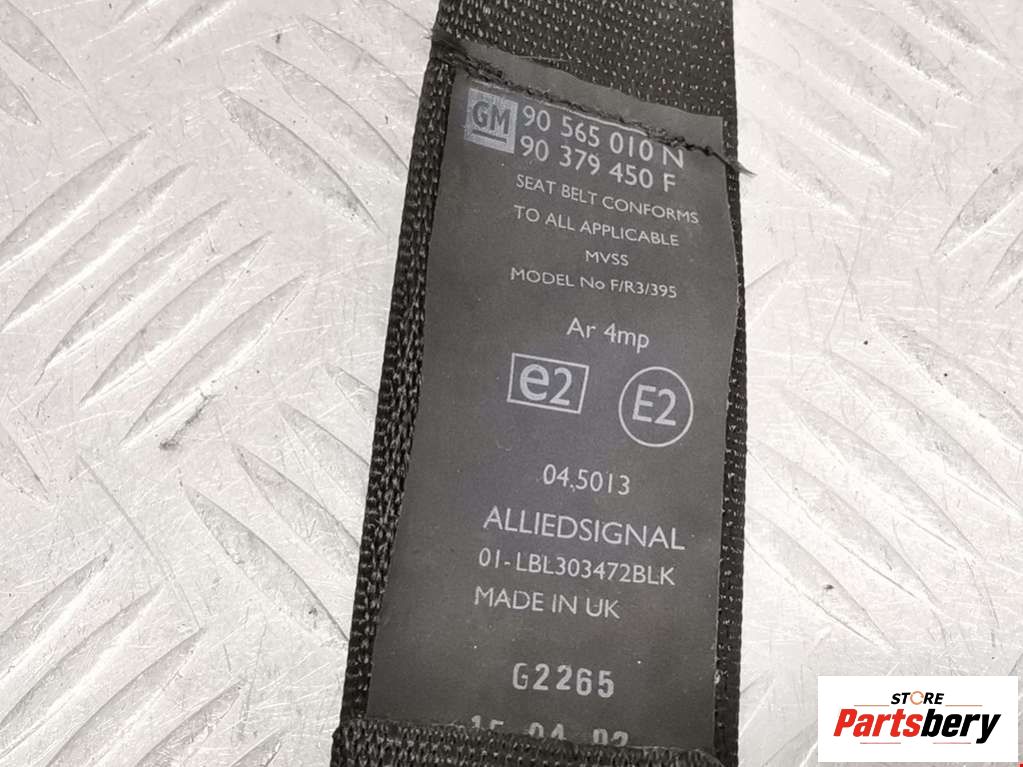 GM
90 565 010 N
90 379 450 F
SEAT BELT CONFORMS
TO ALL APPLICABLE
MVSS
MODEL No F/R3/395
Ar 4mp
e2 E2
04.5013
ALLIEDSIGNAL
01-LBL303472BLK
MADE IN UK
G2265
04
STORE
Partsbery